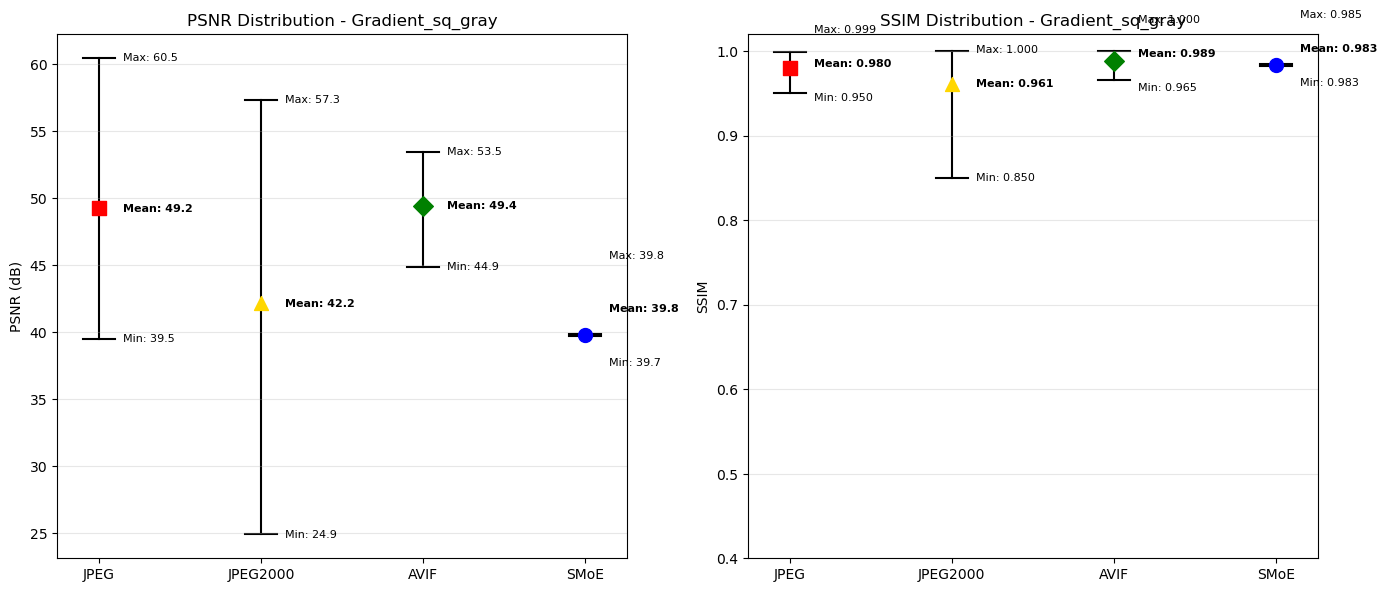 PSNR Distribution - Gradient_sq_gray
PSNR (dB)
60
55
50
45
40
35
30
25
Max: 60.5
Mean: 49.2
Min: 39.5
Max: 57.3
Mean: 42.2
Min: 24.9
Max: 53.5
Mean: 49.4
Min: 44.9
Max: 39.8
Mean: 39.8
Min: 39.7
JPEG
JPEG2000
AVIF
SMoE
SSIM Distribution - Gradient_sq_gray
SSIM
1.0
0.9
0.8
0.7
0.6
0.5
0.4
Max: 0.999
Mean: 0.980
Min: 0.950
Max: 1.000
Mean: 0.961
Min: 0.850
Max: 1.000
Mean: 0.989
Min: 0.965
Max: 0.985
Mean: 0.983
Min: 0.983
JPEG
JPEG2000
AVIF
SMoE